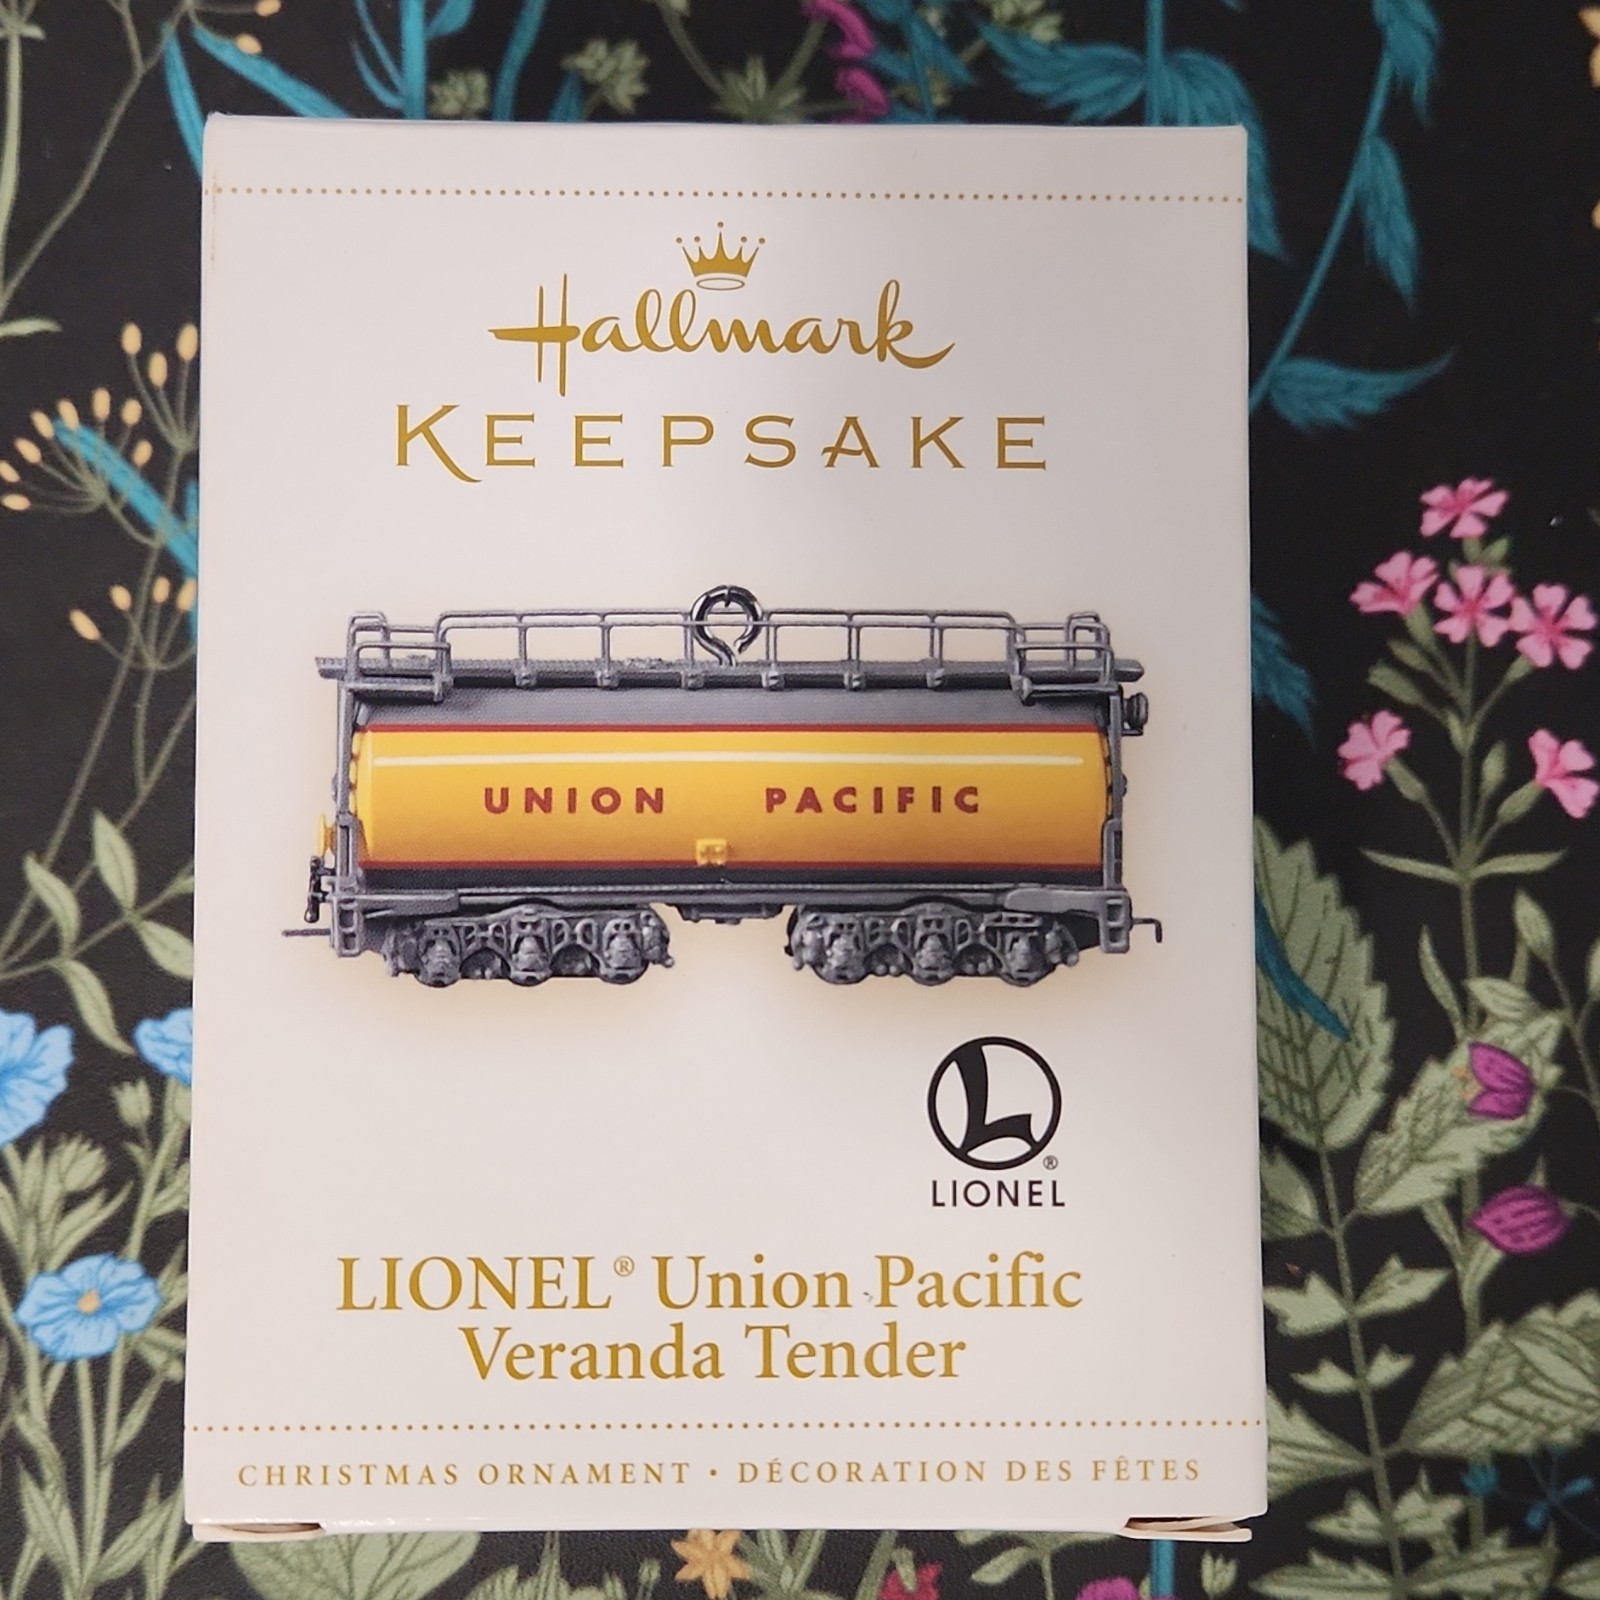 Hallmark
KEEPSAKE
UNION PACIFIC
L
®
LIONEL
LIONEL® Union Pacific
Veranda Tender
CHRISTMAS ORNAMENT • DÉCORATION DES FÊTES